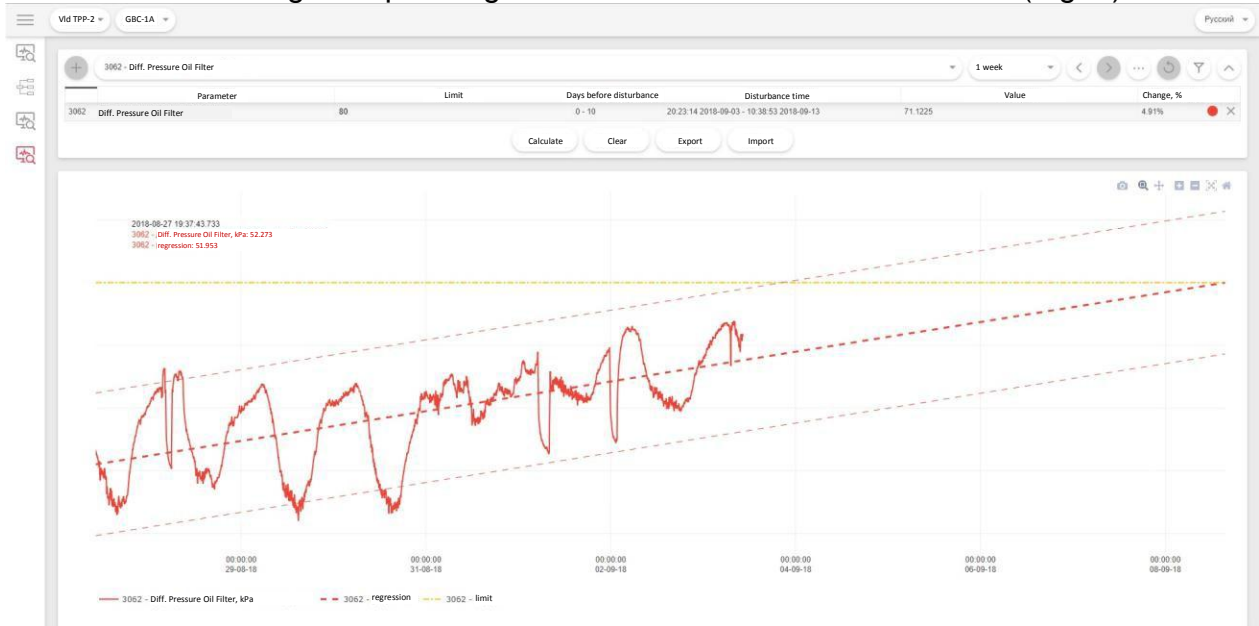 Vld TPP-2
GBC-1A
Русский
3062 - Diff. Pressure Oil Filter
1 week
Parameter Limit Days before disturbance Disturbance time Value Change, %
3062 Diff. Pressure Oil Filter 80 0 - 10 20:23:14 2018-09-03 - 10:38:53 2018-09-13 71.1225 4.91%
Calculate Clear Export Import
2018-08-27 19:37:43.733
3062 - Diff. Pressure Oil Filter, kPa: 52.273
3062 - regression: 51.953
00:00:00 00:00:00 00:00:00 00:00:00 00:00:00 00:00:00
29-08-18 31-08-18 02-09-18 04-09-18 06-09-18 08-09-18
3062 - Diff. Pressure Oil Filter, kPa 3062 - regression 3062 - limit